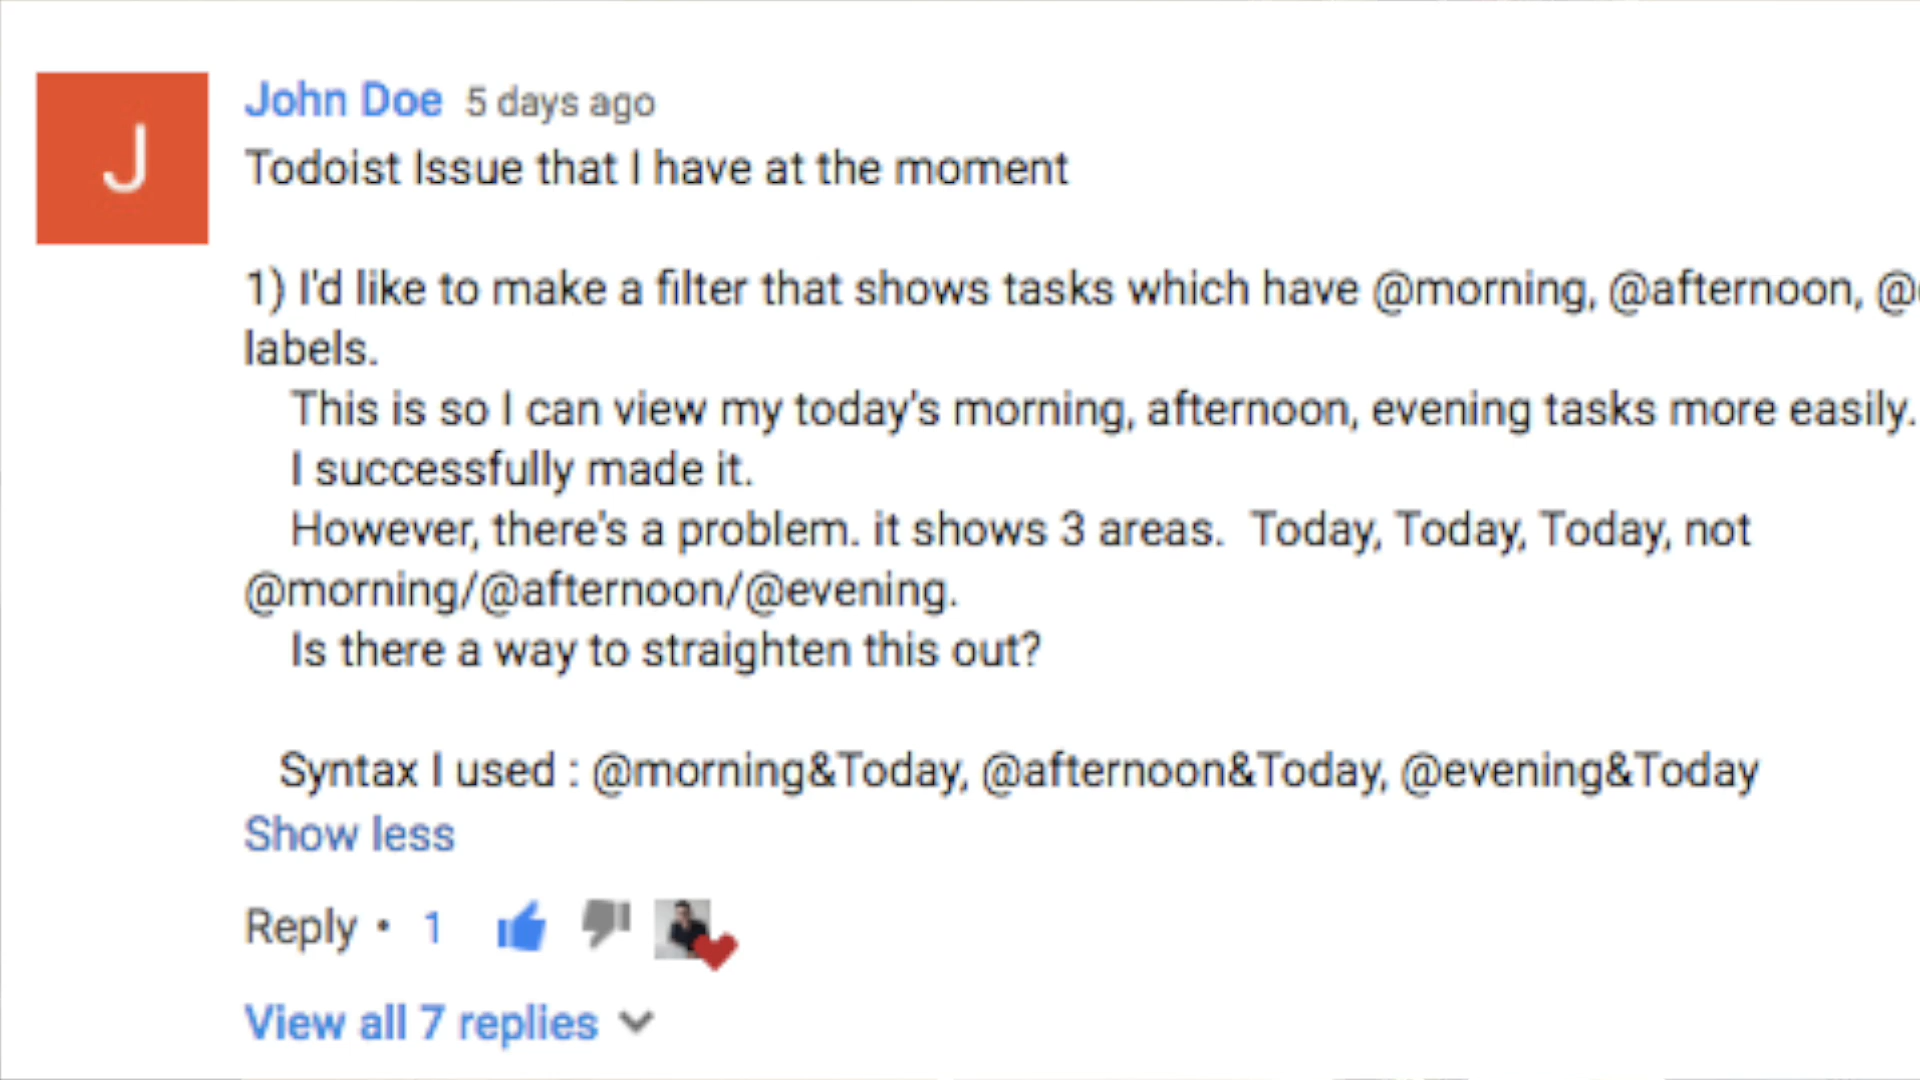 J
John Doe 5 days ago
Todoist Issue that I have at the moment
1) I'd like to make a filter that shows tasks which have @morning, @afternoon, @
labels.
This is so I can view my today's morning, afternoon, evening tasks more easily.
I successfully made it.
However, there's a problem. it shows 3 areas. Today, Today, Today, not
@morning/@afternoon/@evening.
Is there a way to straighten this out?
Syntax I used : @morning&Today, @afternoon&Today, @evening&Today
Show less
Reply • 1
View all 7 replies